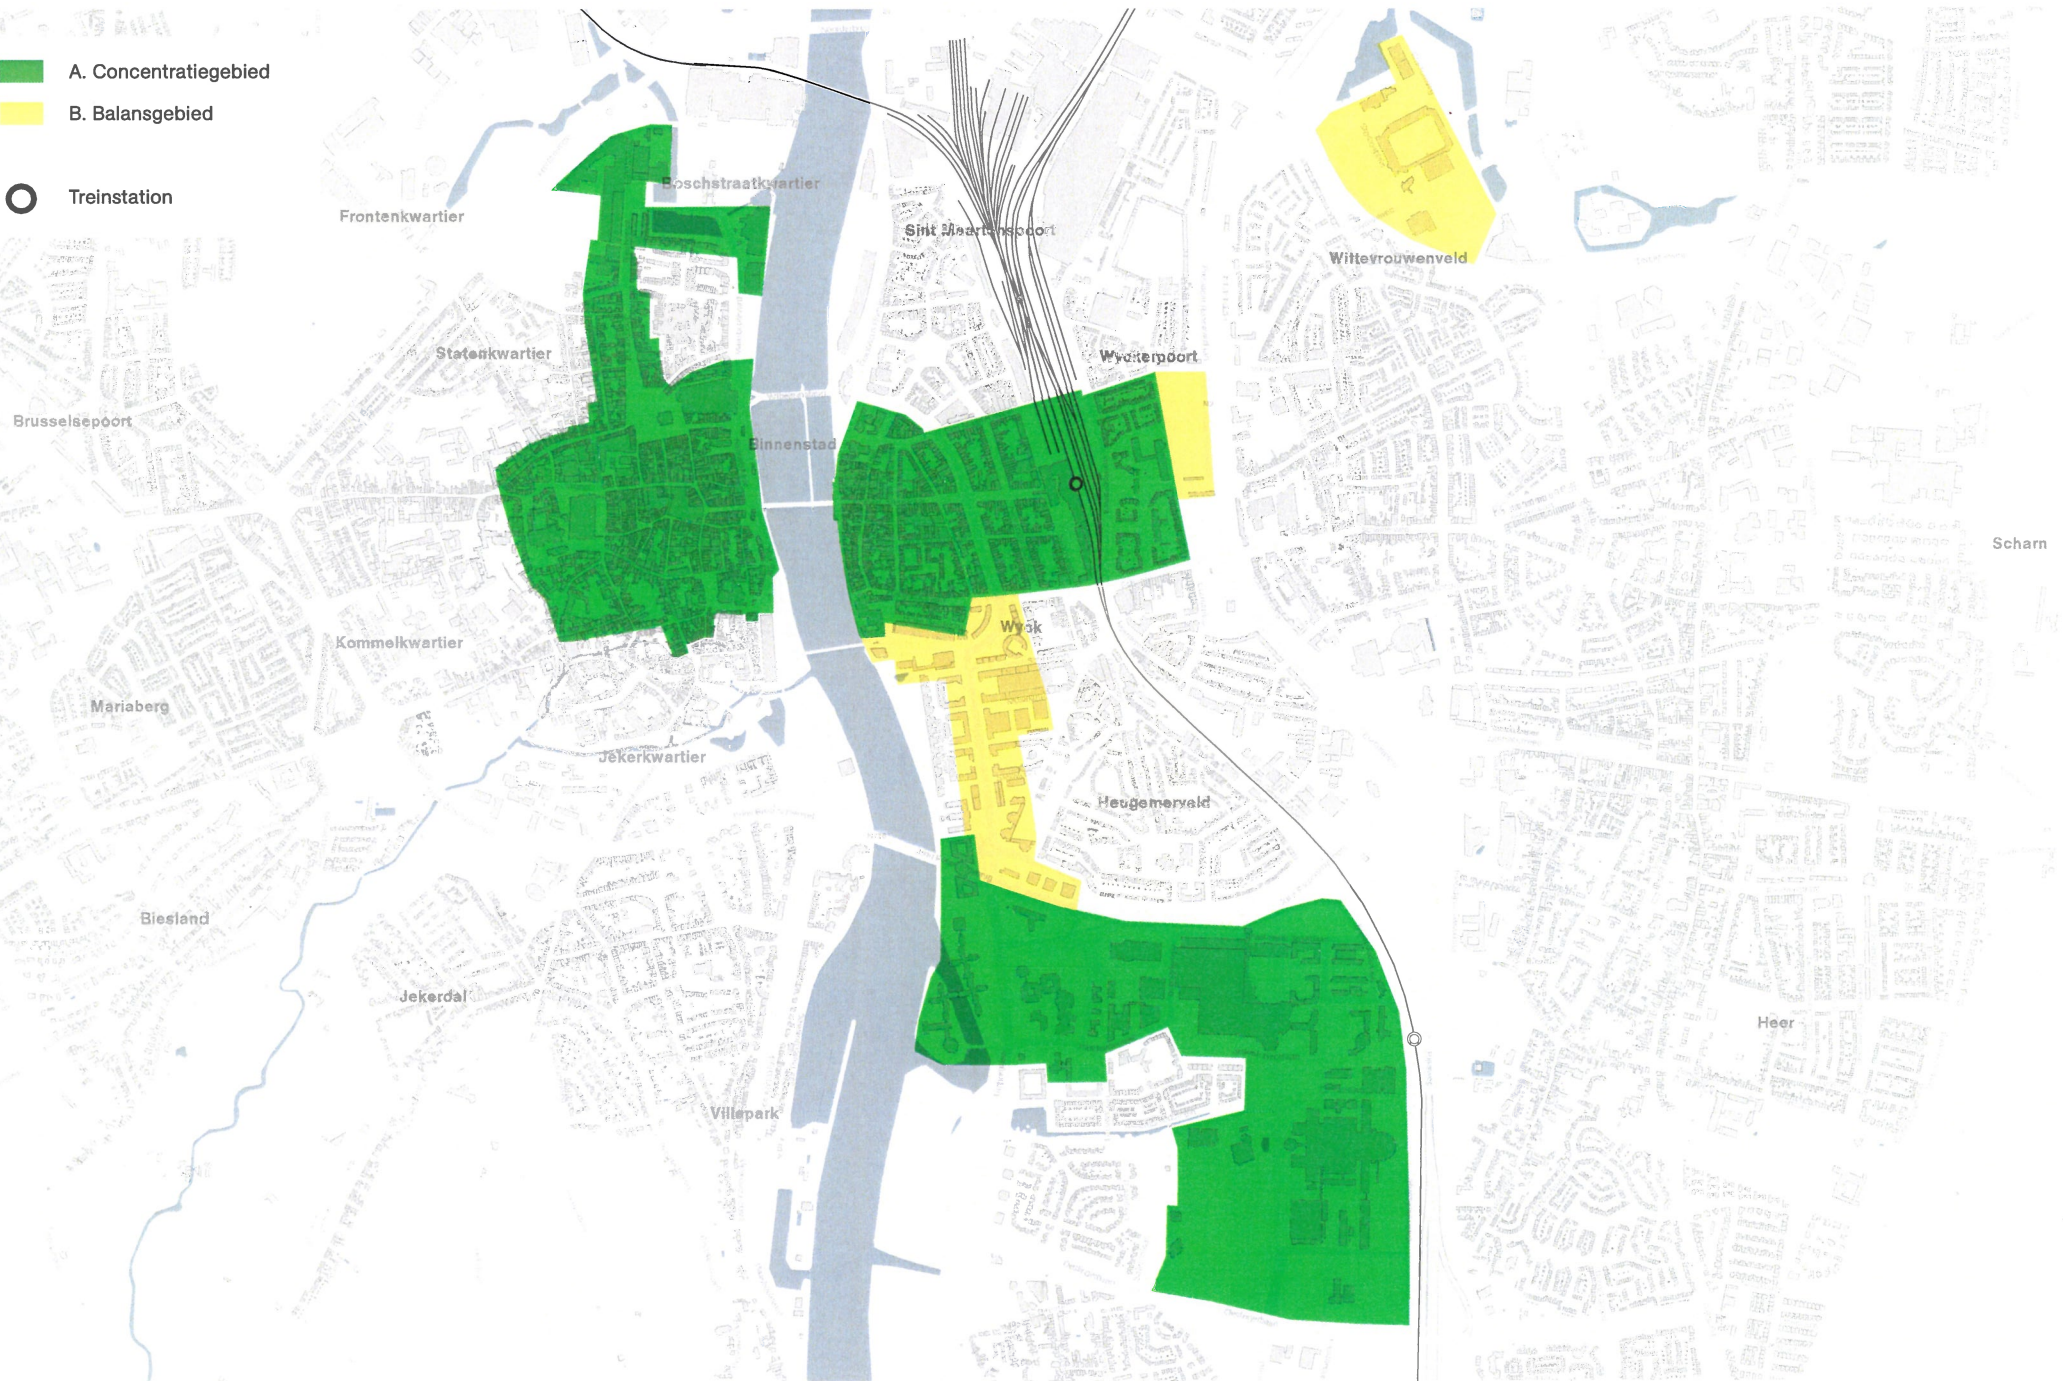 A. Concentratiegebied
B. Balansgebied
Treinstation
Boschstraatkwartier
Frontenkwartier
Sint Maartenspoort
Wittevrouwenveld
Statenkwartier
Wyckerpoort
Brusselsepoort
Binnenstad
Scharn
Wyck
Kommelkwartier
Mariaberg
Jekerkwartier
Heugemerveld
Biesland
Jekerdal
Heer
Villapark